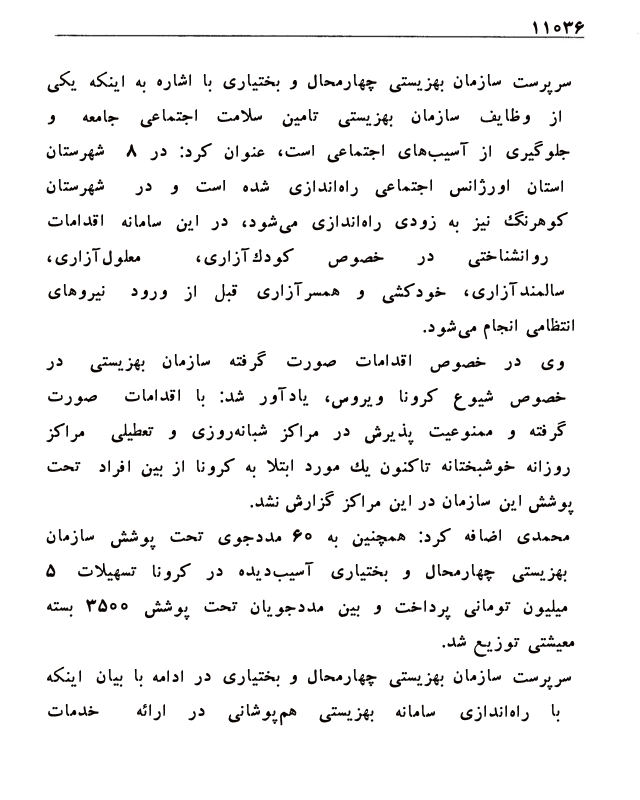 ۱۱۰۳۶
سرپرست سازمان بهزیستی چهارمحال و بختیاری با اشاره به اینکه یکی
از وظایف سازمان بهزیستی تامین سلامت اجتماعی جامعه و
جلوگیری از آسیب‌های اجتماعی است، عنوان کرد: در ۸ شهرستان
استان اورژانس اجتماعی راه‌اندازی شده است و در شهرستان
کوهرنگ نیز به زودی راه‌اندازی می‌شود، در این سامانه اقدامات
روانشناختی در خصوص کودك‌آزاری، معلول‌آزاری،
سالمندآزاری، خودکشی و همسرآزاری قبل از ورود نیروهای
انتظامی انجام می‌شود.
وی در خصوص اقدامات صورت گرفته سازمان بهزیستی در
خصوص شیوع کرونا ویروس، یادآور شد: با اقدامات صورت
گرفته و ممنوعیت پذیرش در مراکز شبانه‌روزی و تعطیلی مراکز
روزانه خوشبختانه تاکنون يك مورد ابتلا به کرونا از بین افراد تحت
پوشش این سازمان در این مراکز گزارش نشد.
محمدی اضافه کرد: همچنین به ۶۰ مددجوی تحت پوشش سازمان
بهزیستی چهارمحال و بختیاری آسیب‌دیده در کرونا تسهیلات ۵
میلیون تومانی پرداخت و بین مددجویان تحت پوشش ۳۵۰۰ بسته
معیشتی توزیع شد.
سرپرست سازمان بهزیستی چهارمحال و بختیاری در ادامه با بیان اینکه
با راه‌اندازی سامانه بهزیستی هم‌پوشانی در ارائه خدمات